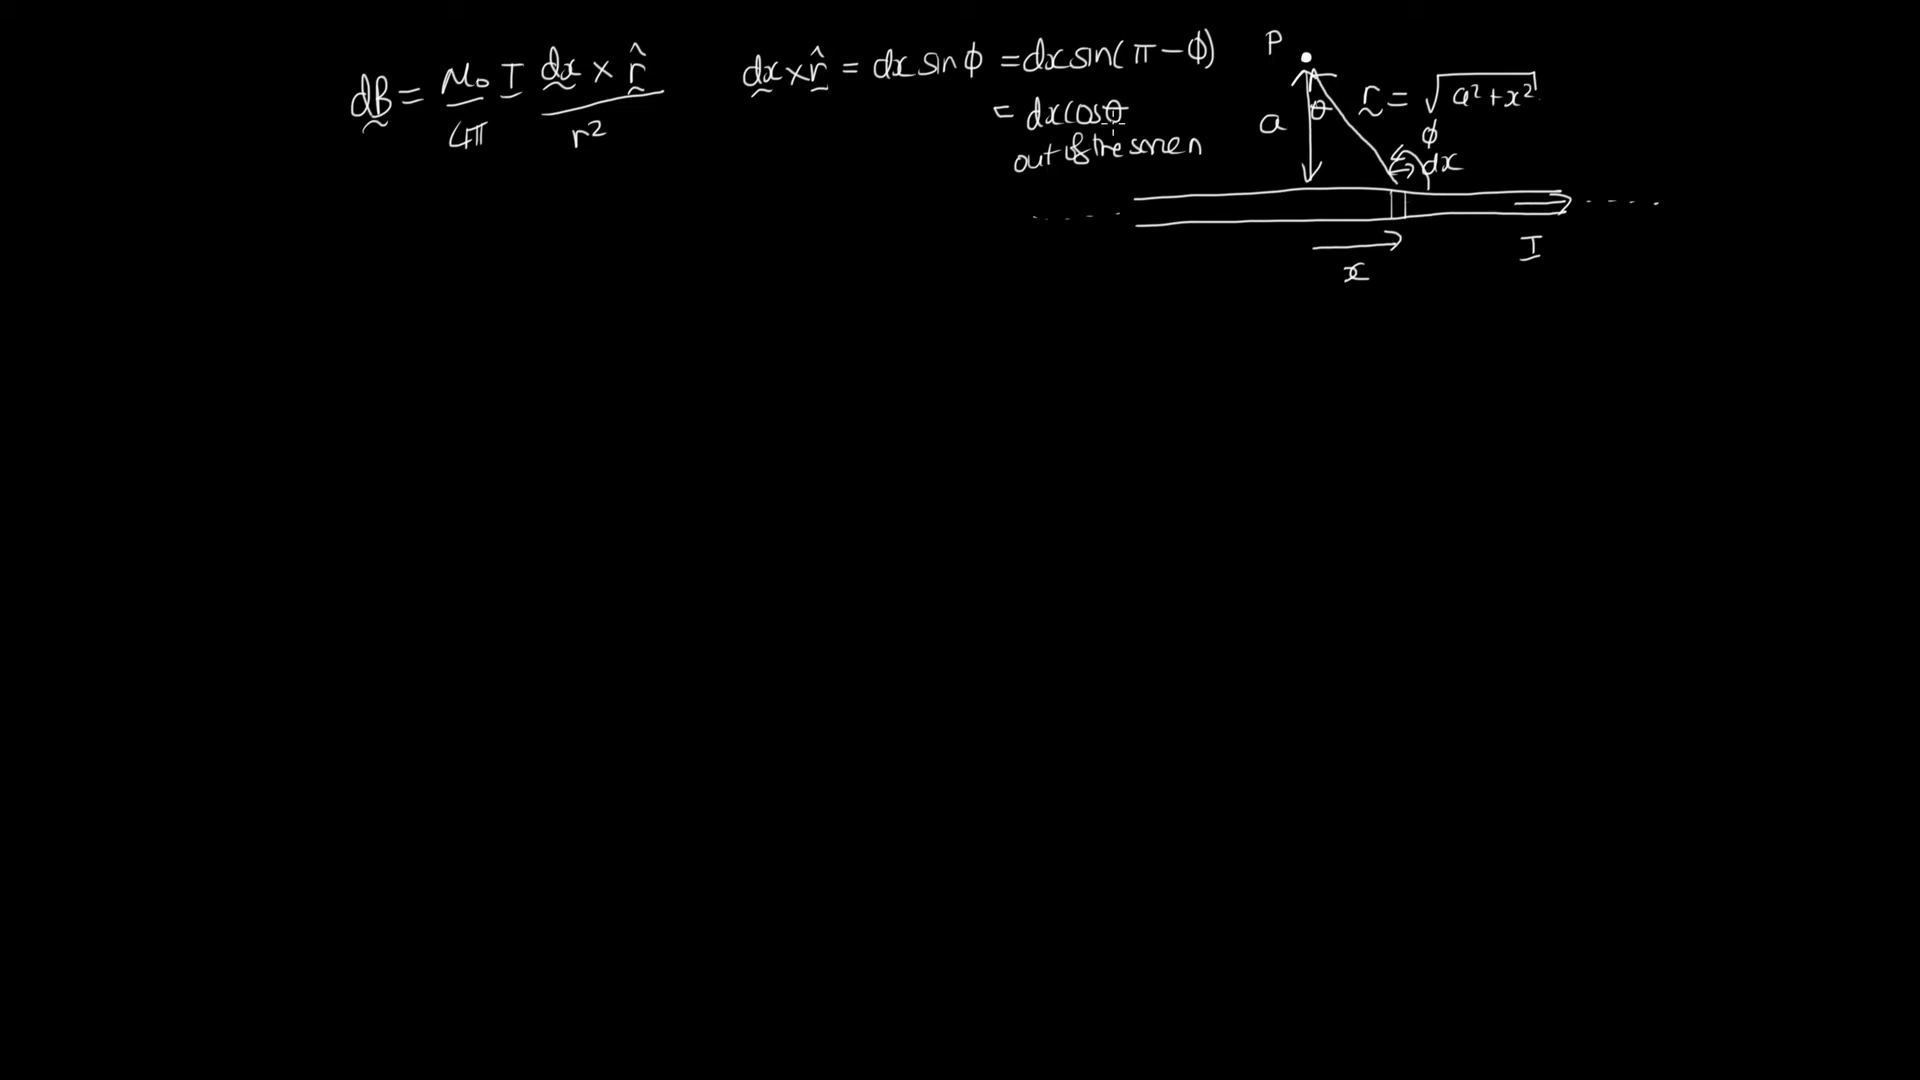 dB = μ₀ I dx × r̂
4π r²
dx × r̂ = dx sin ϕ = dx sin(π − ϕ)
= dx cos θ
out of the screen
P
a
θ
r = √(a² + x²)
ϕ
dx
I
x